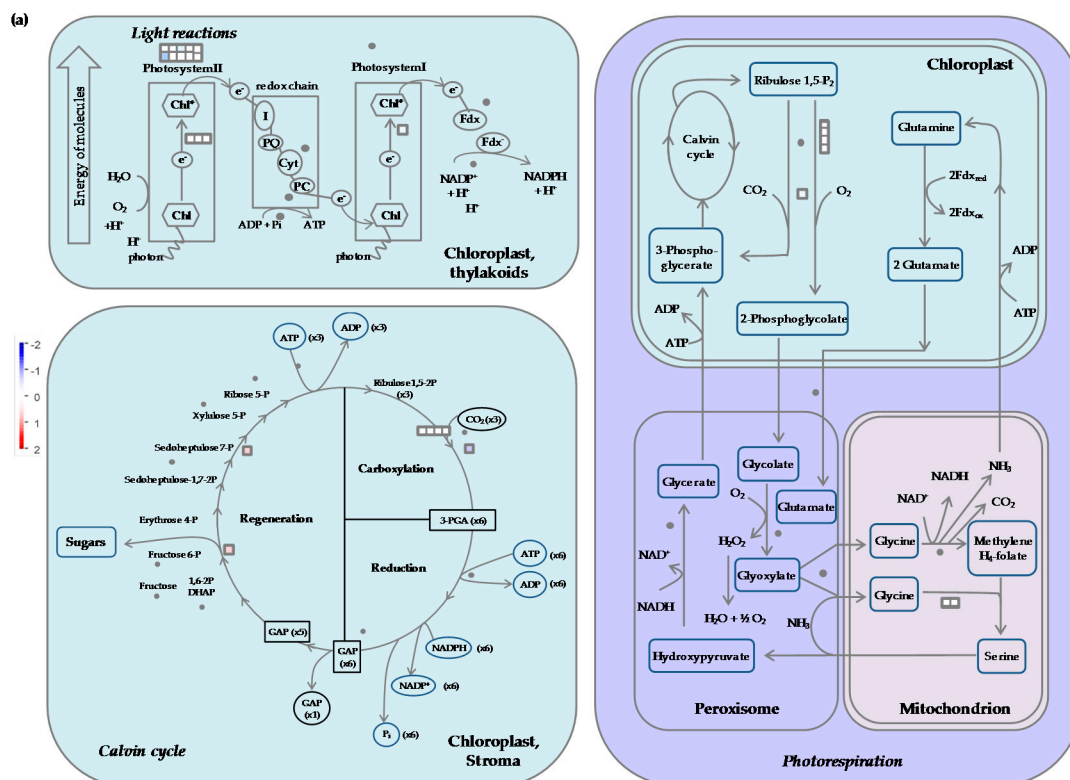 (a)
Light reactions
Photosystem II
Photosystem I
redox chain
Energy of molecules
Chl*
e-
I
PQ
Cyt
PC
e-
Chl*
e-
Fdx
Fdx-
H2O
e-
O2
+H+
H+
Chl
photon
ADP + Pi
ATP
e-
e-
Chl
photon
NADP+
+ H+
H+
NADPH
+ H+
Chloroplast,
thylakoids
-2
-1
0
1
2
ATP
(x3)
ADP
(x3)
Ribulose 1,5-2P
(x3)
CO2 (x3)
Ribose 5-P
Xylulose 5-P
Sedoheptulose 7-P
Sedoheptulose-1,7-2P
Erythrose 4-P
Sugars
Fructose 6-P
Fructose
1,6-2P
DHAP
Carboxylation
Regeneration
3-PGA (x6)
Reduction
ATP
(x6)
ADP
(x6)
GAP (x5)
GAP
(x6)
NADPH
(x6)
NADP+
(x6)
GAP
(x1)
Pi
(x6)
Calvin cycle
Chloroplast,
Stroma
Chloroplast
Ribulose 1,5-P2
Calvin
cycle
Glutamine
CO2
O2
2Fdxred
2Fdxox
3-Phospho-
glycerate
2 Glutamate
ADP
ATP
ADP
ATP
2-Phosphoglycolate
Glycerate
Glycolate
O2
Glutamate
H2O2
NAD+
NADH
Glyoxylate
H2O + ½ O2
NH3
Hydroxypyruvate
Peroxisome
NADH
NH3
NAD+
CO2
Glycine
Methylene
H4-folate
Glycine
Serine
Mitochondrion
Photorespiration